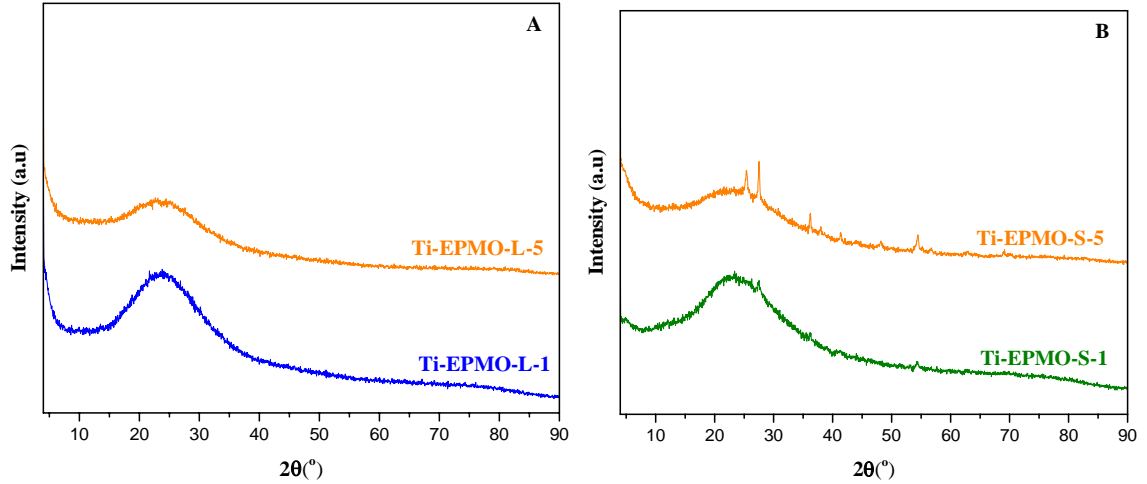 A
Intensity (a.u)
Ti-EPMO-L-5
Ti-EPMO-L-1
10 20 30 40 50 60 70 80 90
2θ(°)
B
Intensity (a.u)
Ti-EPMO-S-5
Ti-EPMO-S-1
10 20 30 40 50 60 70 80 90
2θ(°)